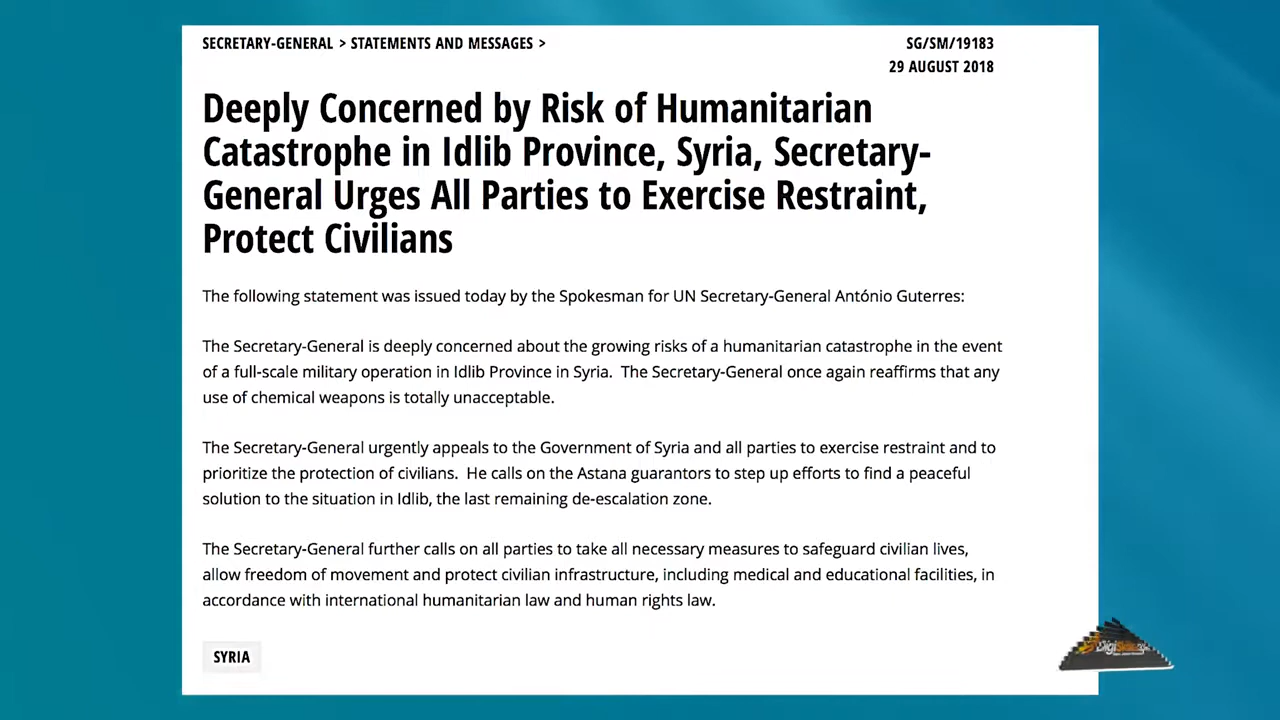 SECRETARY-GENERAL > STATEMENTS AND MESSAGES >
SG/SM/19183
29 AUGUST 2018
Deeply Concerned by Risk of Humanitarian
Catastrophe in Idlib Province, Syria, Secretary-
General Urges All Parties to Exercise Restraint,
Protect Civilians
The following statement was issued today by the Spokesman for UN Secretary-General António Guterres:
The Secretary-General is deeply concerned about the growing risks of a humanitarian catastrophe in the event
of a full-scale military operation in Idlib Province in Syria.  The Secretary-General once again reaffirms that any
use of chemical weapons is totally unacceptable.
The Secretary-General urgently appeals to the Government of Syria and all parties to exercise restraint and to
prioritize the protection of civilians.  He calls on the Astana guarantors to step up efforts to find a peaceful
solution to the situation in Idlib, the last remaining de-escalation zone.
The Secretary-General further calls on all parties to take all necessary measures to safeguard civilian lives,
allow freedom of movement and protect civilian infrastructure, including medical and educational facilities, in
accordance with international humanitarian law and human rights law.
SYRIA